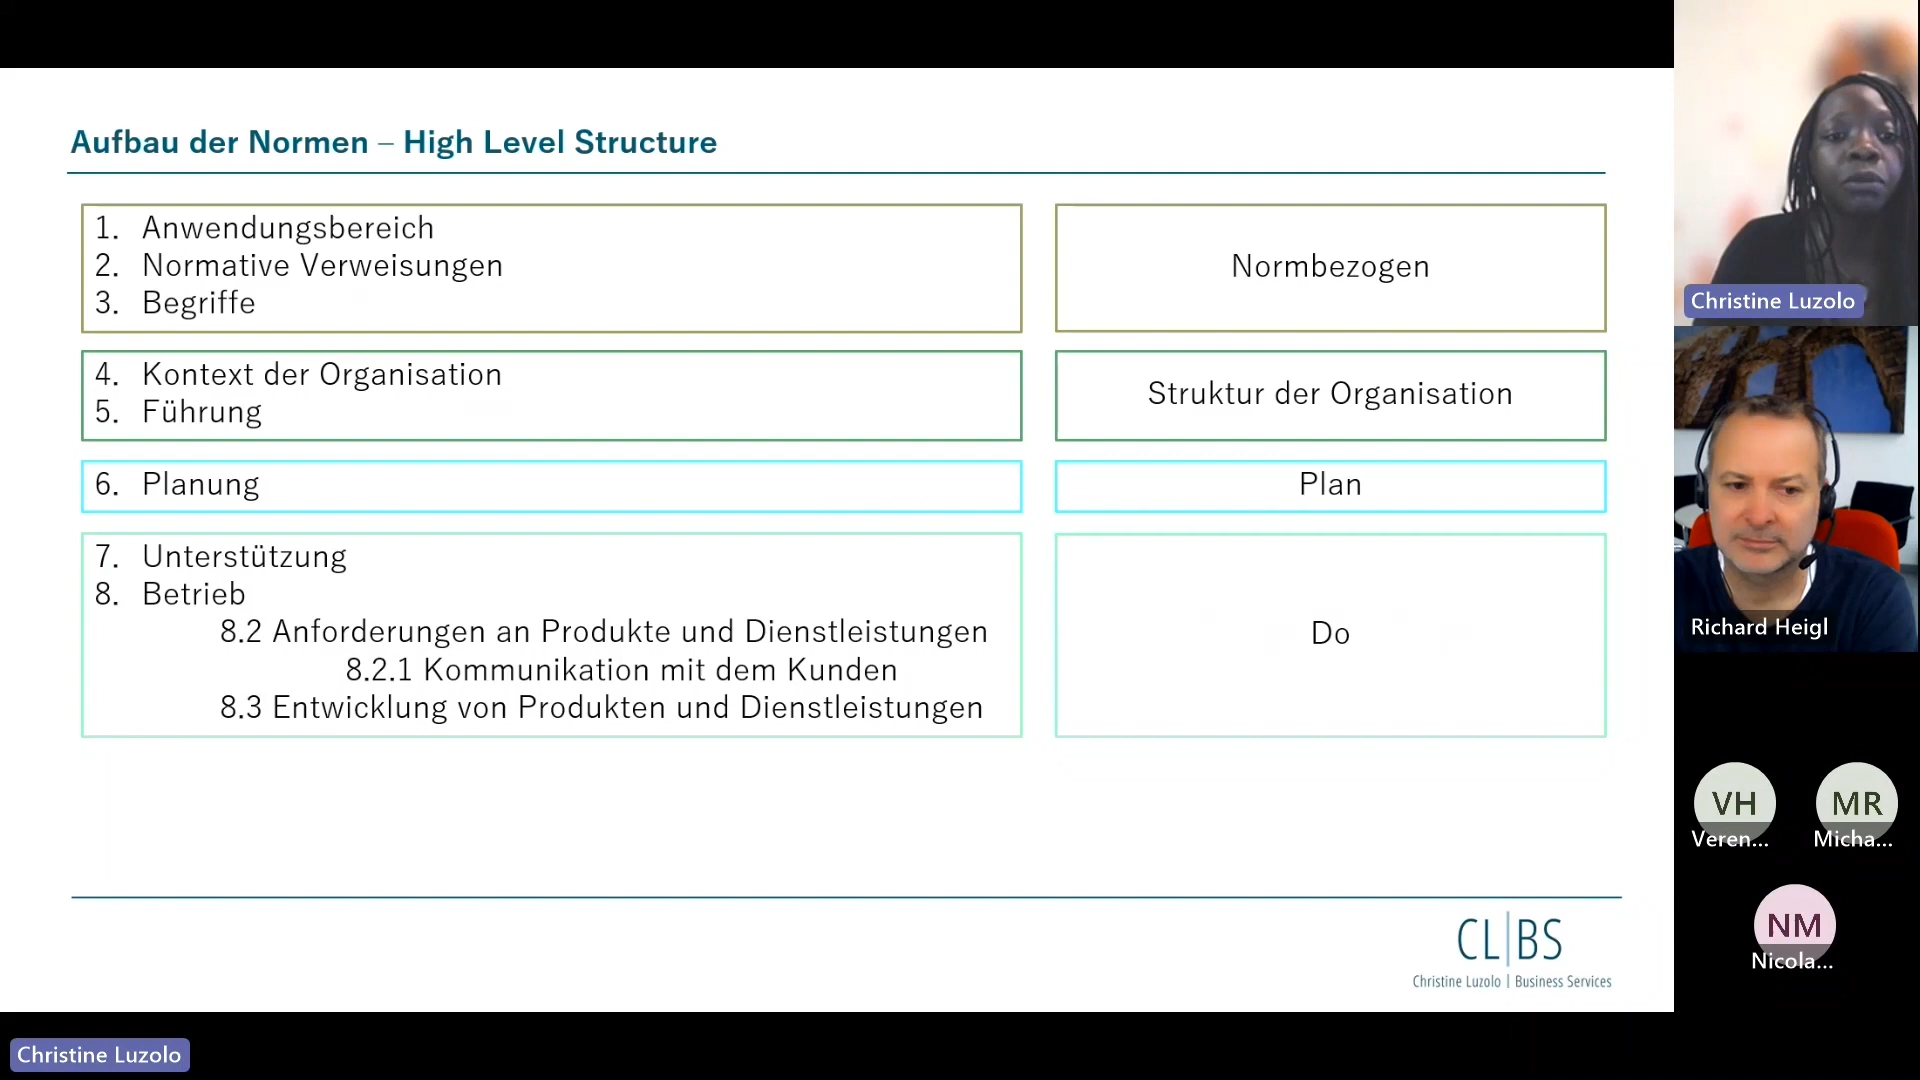 Aufbau der Normen – High Level Structure
1. Anwendungsbereich
2. Normative Verweisungen
3. Begriffe
Normbezogen
4. Kontext der Organisation
5. Führung
Struktur der Organisation
6. Planung
Plan
7. Unterstützung
8. Betrieb
8.2 Anforderungen an Produkte und Dienstleistungen
8.2.1 Kommunikation mit dem Kunden
8.3 Entwicklung von Produkten und Dienstleistungen
Do
CL|BS
Christine Luzolo | Business Services
Christine Luzolo
Richard Heigl
VH
Veren...
MR
Micha...
NM
Nicola...
Christine Luzolo